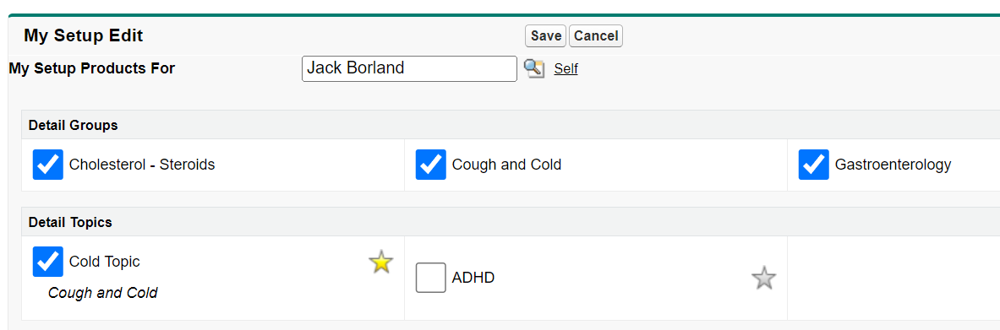 My Setup Edit Save Cancel
My Setup Products For Jack Borland Self
Detail Groups
Cholesterol - Steroids Cough and Cold Gastroenterology
Detail Topics
Cold Topic
ADHD
Cough and Cold